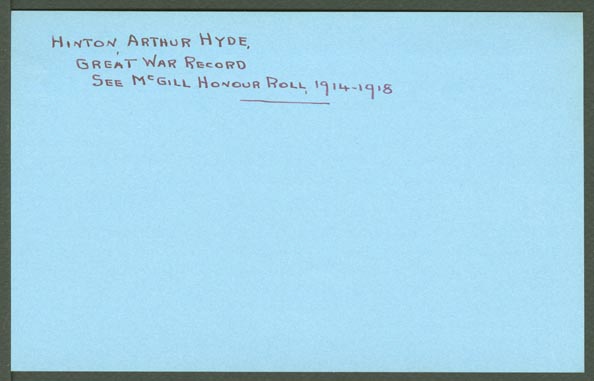 HINTON, ARTHUR HYDE,
GREAT WAR RECORD
SEE MCGILL HONOUR ROLL, 1914-1918